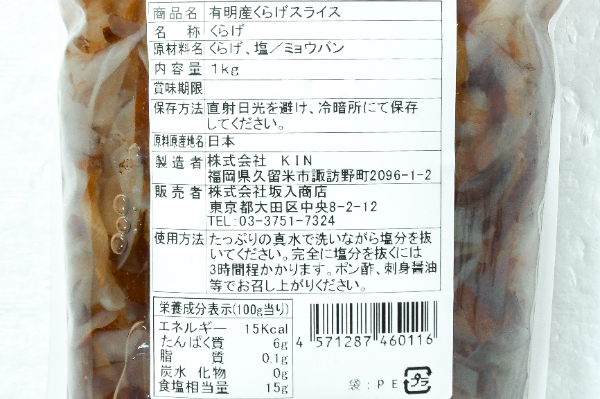 商品名 有明産くらげスライス
名 称 くらげ
原材料名 くらげ、塩／ミョウバン
内容量 1kg
賞味期限
保存方法 直射日光を避け、冷暗所にて保存
してください。
原料原産地名 日本
製造者 株式会社 KIN
福岡県久留米市諏訪野町2096-1-2
販売者 株式会社坂入商店
東京都大田区中央8-2-12
TEL:03-3751-7324
使用方法 たっぷりの真水で洗いながら塩分を抜
いてください。完全に塩分を抜くには
3時間程かかります。ポン酢、刺身醤油
等でお召し上がりください。
栄養成分表示(100g当り)
エネルギー 15Kcal
たんぱく質 6g
脂 質 0.1g
炭水 化物 0g
食塩相当量 15g
4 571287 460116
袋：PE プラ